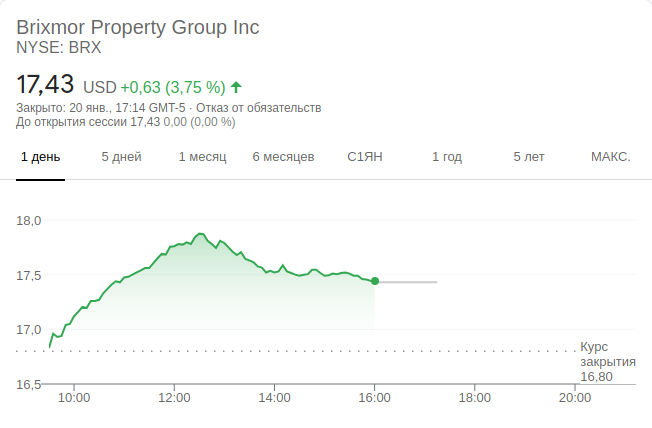 Brixmor Property Group Inc
NYSE: BRX
17,43 USD +0,63 (3,75 %)
Закрыто: 20 янв., 17:14 GMT-5 · Отказ от обязательств
До открытия сессии 17,43 0,00 (0,00 %)
1 день 5 дней 1 месяц 6 месяцев С1ЯН 1 год 5 лет МАКС.
18,0
17,5
17,0
Курс
закрытия
16,80
16,5
10:00 12:00 14:00 16:00 18:00 20:00